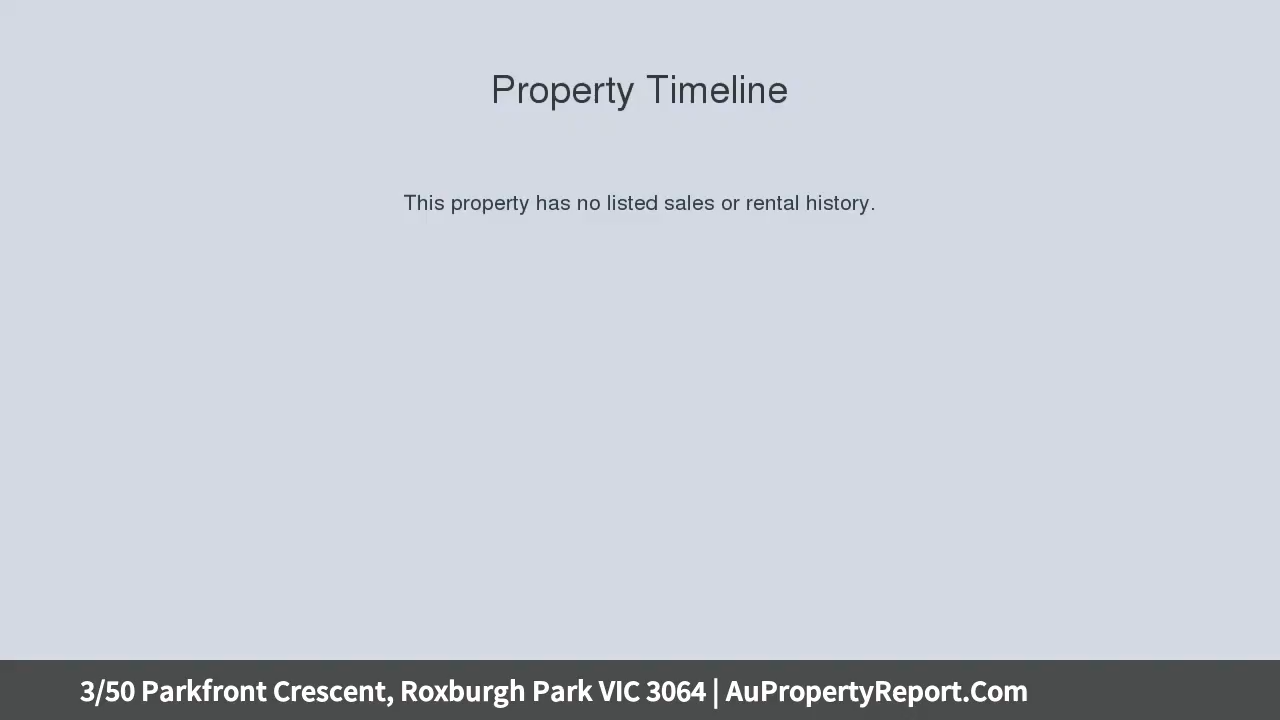 Property Timeline
This property has no listed sales or rental history.
3/50 Parkfront Crescent, Roxburgh Park VIC 3064 | AuPropertyReport.Com